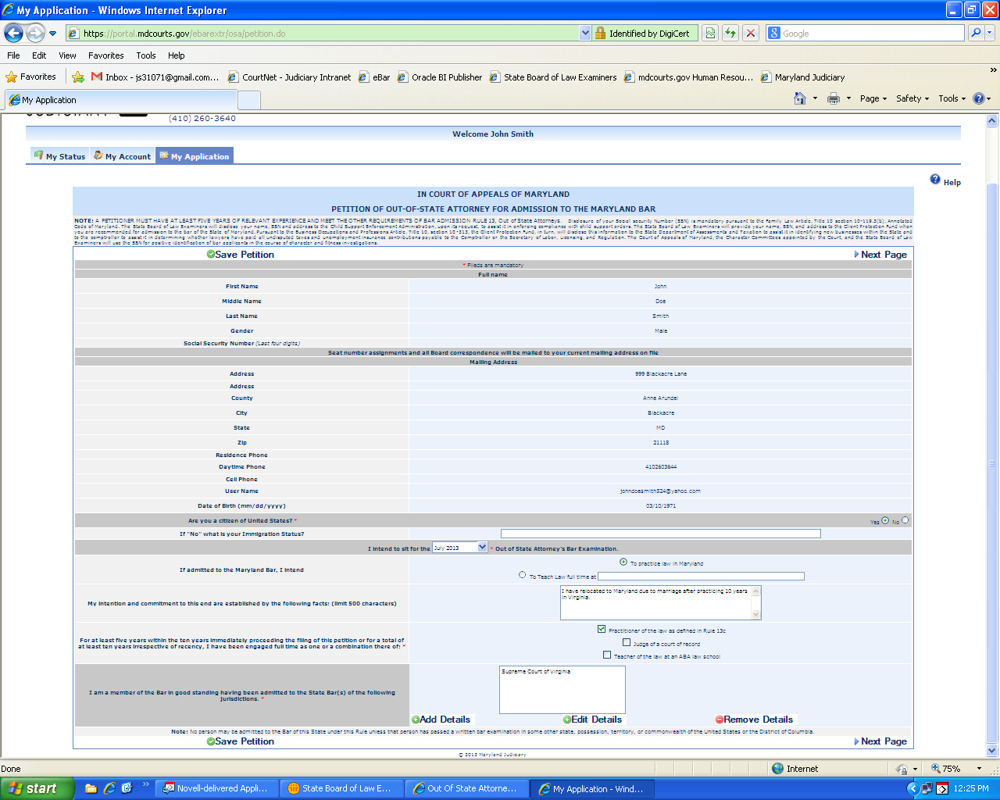 My Application - Windows Internet Explorer
https://portal.mdcourts.gov/ebarextr/osa/petition.do
Identified by DigiCert
Google
File Edit View Favorites Tools Help
Favorites
Inbox - js31071@gmail.com...
CourtNet - Judiciary Intranet
eBar
Oracle BI Publisher
State Board of Law Examiners
mdcourts.gov Human Resou...
Maryland Judiciary
My Application
Page Safety Tools
(410) 260-3640
Welcome John Smith
My Status My Account My Application
Help
IN COURT OF APPEALS OF MARYLAND
PETITION OF OUT-OF-STATE ATTORNEY FOR ADMISSION TO THE MARYLAND BAR
NOTE: A PETITIONER MUST HAVE AT LEAST FIVE YEARS OF RELEVANT EXPERIENCE AND MEET THE OTHER REQUIREMENTS OF BAR ADMISSION RULE 13, Out of State Attorneys. Disclosure of your Social security Number (SSN) is mandatory pursuant to the Family Law Article, Title 10 section 10-119.3(b), Annotated
Code of Maryland. The State Board of Law Examiners will disclose your name, SSN and address to the Child Support Enforcement Administration, upon its request, to assist it in enforcing compliance with child support orders. The State Board of Law Examiners will provide your name, SSN, and address to the Client Protection Fund when
you are recommended for admission to the bar of the State of Maryland. Pursuant to the Business Occupations and Professions Article, Title 10, section 10-313, the Client Protection Fund, in turn, will disclose this information to the State Department of Assessments and Taxation to assist it in identifying new businesses within the State and
to the comptroller to assist it in determining whether lawyers have paid all undisputed taxes and unemployment insurance contributions payable to the Comptroller or the Secretary of Labor, Licensing, and Regulation. The Court of Appeals of Maryland, the Character Committees appointed by the Court, and the State Board of Law
Examiners will use the SSN for positive identification of bar applicants in the course of character and fitness investigations.
Save Petition Next Page
* Fileds are mandatory
Full name
First Name John
Middle Name Doe
Last Name Smith
Gender Male
Social Security Number (Last four digits)
Seat number assignments and all Board correspondence will be mailed to your current mailing address on file
Mailing Address
Address 999 Blackacre Lane
Address
County Anne Arundel
City Blackacre
State MD
Zip 21118
Residence Phone
Daytime Phone 4102603644
Cell Phone
User Name johndoesmith524@yahoo.com
Date of Birth (mm/dd/yyyy) 03/10/1971
Are you a citizen of United States? * Yes No
If "No" what is your Immigration Status?
I intend to sit for the July 2013 * Out of State Attorney's Bar Examination.
If admitted to the Maryland Bar, I intend
To practice law in Maryland
To Teach Law full time at
My intention and commitment to this end are established by the following facts: (limit 500 characters)
I have relocated to Maryland due to marriage after practicing 10 years
in Virginia.
For at least five years within the ten years immediately proceeding the filing of this petition or for a total of
at least ten years irrespective of recency, I have been engaged full time as one or a combination there of: *
Practitioner of the law as defined in Rule 13c
Judge of a court of record
Teacher of the law at an ABA law school
I am a member of the Bar in good standing having been admitted to the State Bar(s) of the following
jurisdictions. *
Supreme Court of Virginia
Add Details Edit Details Remove Details
Note: No person may be admitted to the Bar of this State under this Rule unless that person has passed a written bar examination in some other state, possession, territory, or commonwealth of the United States or the District of Columbia.
Save Petition Next Page
© 2013 Maryland Judiciary
Done Internet 75%
start
Novell-delivered Appli...
State Board of Law E...
Out Of State Attorne...
My Application - Wind...
12:25 PM